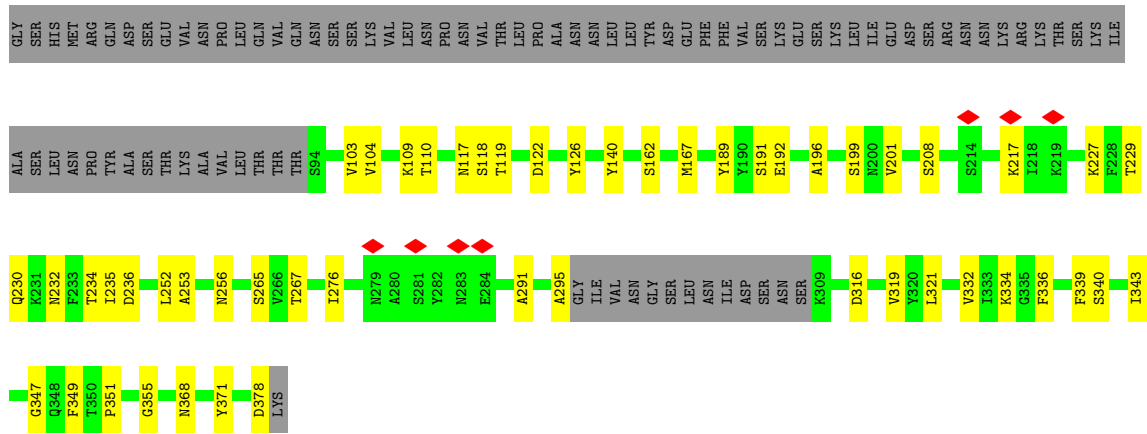 GLY SER HIS MET ARG GLN ASP SER GLU VAL ASN PRO LEU GLN VAL GLN ASN SER SER LYS VAL LEU ASN PRO ASN VAL THR LEU PRO ALA ASN ASN LEU LEU TYR ASP GLU PHE PHE VAL SER LYS GLU SER LYS LEU ILE GLU ASP SER ARG ASN ASN LYS ARG LYS THR SER LYS ILE
ALA SER LEU ASN PRO TYR ALA SER THR LYS ALA VAL LEU THR THR THR S94 V103 V104 K109 T110 N117 S118 T119 D122 Y126 Y140 S162 M167 Y189 Y190 S191 E192 A196 S199 N200 V201 S208 S214 K217 I218 K219 K227 F228 T229
Q230 K231 N232 F233 T234 I235 D236 L252 A253 N256 S265 V266 T267 I276 N279 A280 S281 Y282 N283 E284 A291 A295 GLY ILE VAL ASN GLY SER LEU ASN ILE ASP SER ASN SER K309 D316 V319 Y320 L321 V332 I333 K334 G335 F336 F339 S340 I343
G347 Q348 F349 T350 P351 G355 N368 Y371 D378 LYS